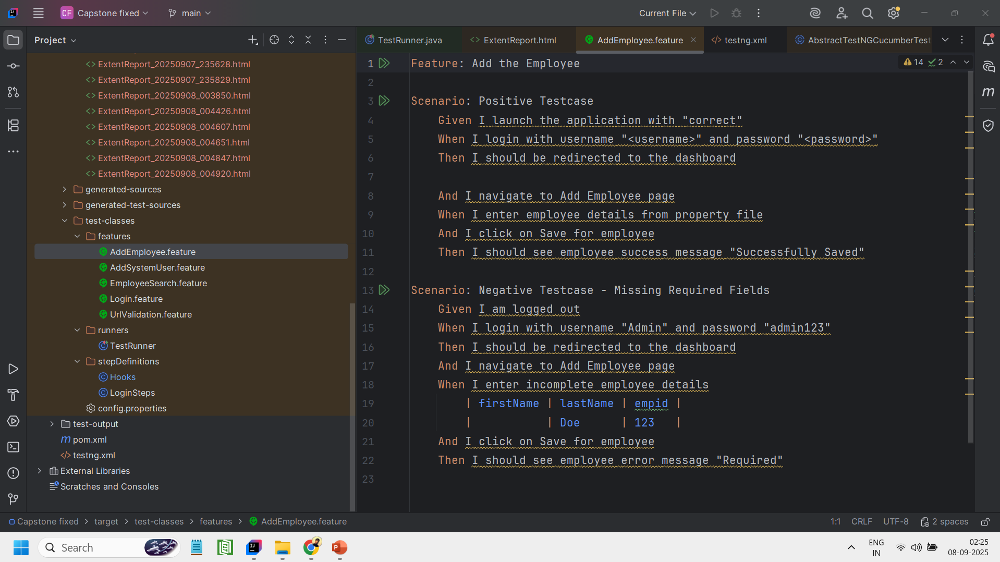 CF Capstone fixed main Current File
Project
TestRunner.java ExtentReport.html AddEmployee.feature testng.xml AbstractTestNGCucumberTest
ExtentReport_20250907_235628.html
ExtentReport_20250907_235829.html
ExtentReport_20250908_003850.html
ExtentReport_20250908_004426.html
ExtentReport_20250908_004607.html
ExtentReport_20250908_004651.html
ExtentReport_20250908_004847.html
ExtentReport_20250908_004920.html
generated-sources
generated-test-sources
test-classes
features
AddEmployee.feature
AddSystemUser.feature
EmployeeSearch.feature
Login.feature
UrlValidation.feature
runners
TestRunner
stepDefinitions
Hooks
LoginSteps
config.properties
test-output
pom.xml
testng.xml
External Libraries
Scratches and Consoles
14 2
1 Feature: Add the Employee
2
3 Scenario: Positive Testcase
4 Given I launch the application with "correct"
5 When I login with username "<username>" and password "<password>"
6 Then I should be redirected to the dashboard
7
8 And I navigate to Add Employee page
9 When I enter employee details from property file
10 And I click on Save for employee
11 Then I should see employee success message "Successfully Saved"
12
13 Scenario: Negative Testcase - Missing Required Fields
14 Given I am logged out
15 When I login with username "Admin" and password "admin123"
16 Then I should be redirected to the dashboard
17 And I navigate to Add Employee page
18 When I enter incomplete employee details
19 | firstName | lastName | empid |
20 | | Doe | 123 |
21 And I click on Save for employee
22 Then I should see employee error message "Required"
23
Capstone fixed > target > test-classes > features > AddEmployee.feature
1:1 CRLF UTF-8 2 spaces
Search
ENG
IN
02:25
08-09-2025